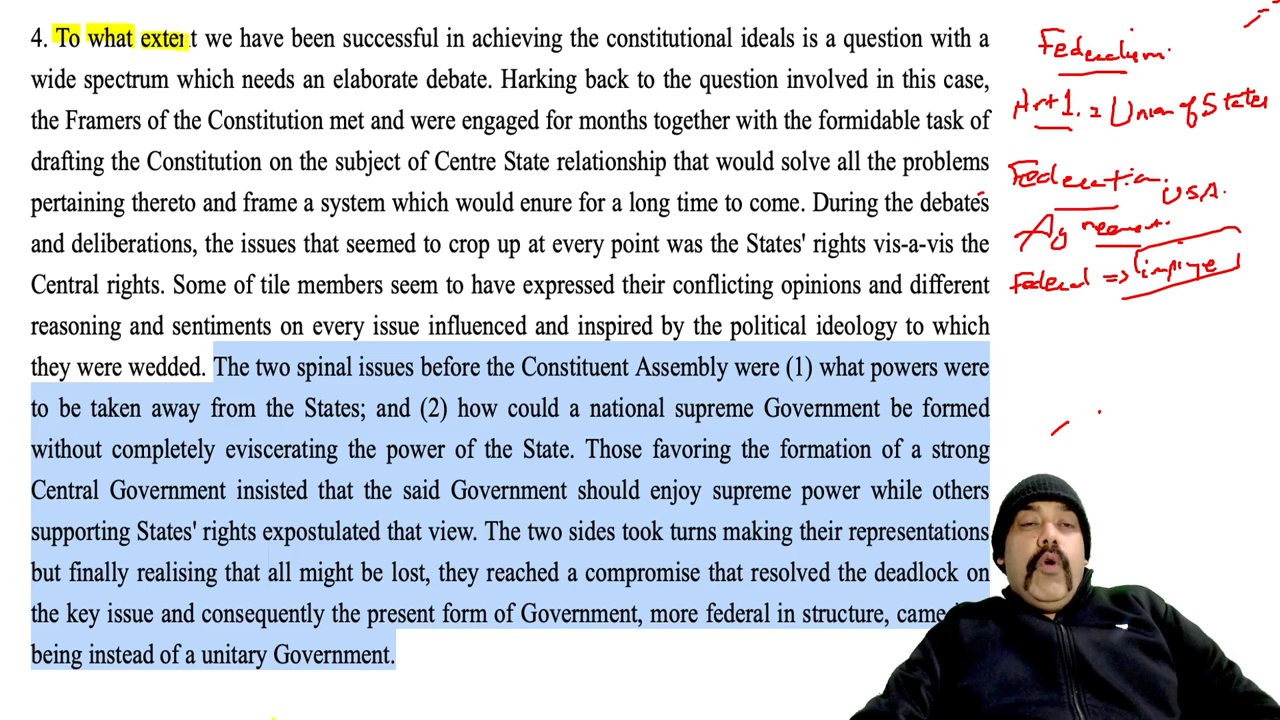 4. To what extent we have been successful in achieving the constitutional ideals is a question with a
wide spectrum which needs an elaborate debate. Harking back to the question involved in this case,
the Framers of the Constitution met and were engaged for months together with the formidable task of
drafting the Constitution on the subject of Centre State relationship that would solve all the problems
pertaining thereto and frame a system which would enure for a long time to come. During the debates
and deliberations, the issues that seemed to crop up at every point was the States' rights vis-a-vis the
Central rights. Some of tile members seem to have expressed their conflicting opinions and different
reasoning and sentiments on every issue influenced and inspired by the political ideology to which
they were wedded. The two spinal issues before the Constituent Assembly were (1) what powers were
to be taken away from the States; and (2) how could a national supreme Government be formed
without completely eviscerating the power of the State. Those favoring the formation of a strong
Central Government insisted that the said Government should enjoy supreme power while others
supporting States' rights expostulated that view. The two sides took turns making their representations
but finally realising that all might be lost, they reached a compromise that resolved the deadlock on
the key issue and consequently the present form of Government, more federal in structure, came
being instead of a unitary Government.
Federalism.
Art 1. = Union of States
Federation.
USA.
Agreement.
Federal =>